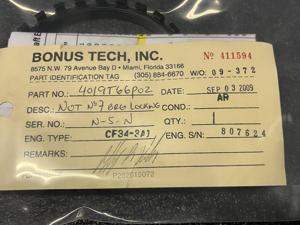 BONUS TECH, INC. Nº 411594
8575 N.W. 79 Avenue Bay D • Miami, Florida 33166
PART IDENTIFICATION TAG (305) 884-6670 W/O: 09-372
PART NO.: 4019T66P02 DATE: SEP 03 2009
DESC.: NUT Nº7 BRG LOCKING COND.: AR
SER. NO.: N-S-N QTY.: 1
ENG. TYPE: CF34-3A1 ENG. S/N: 807624
REMARKS: